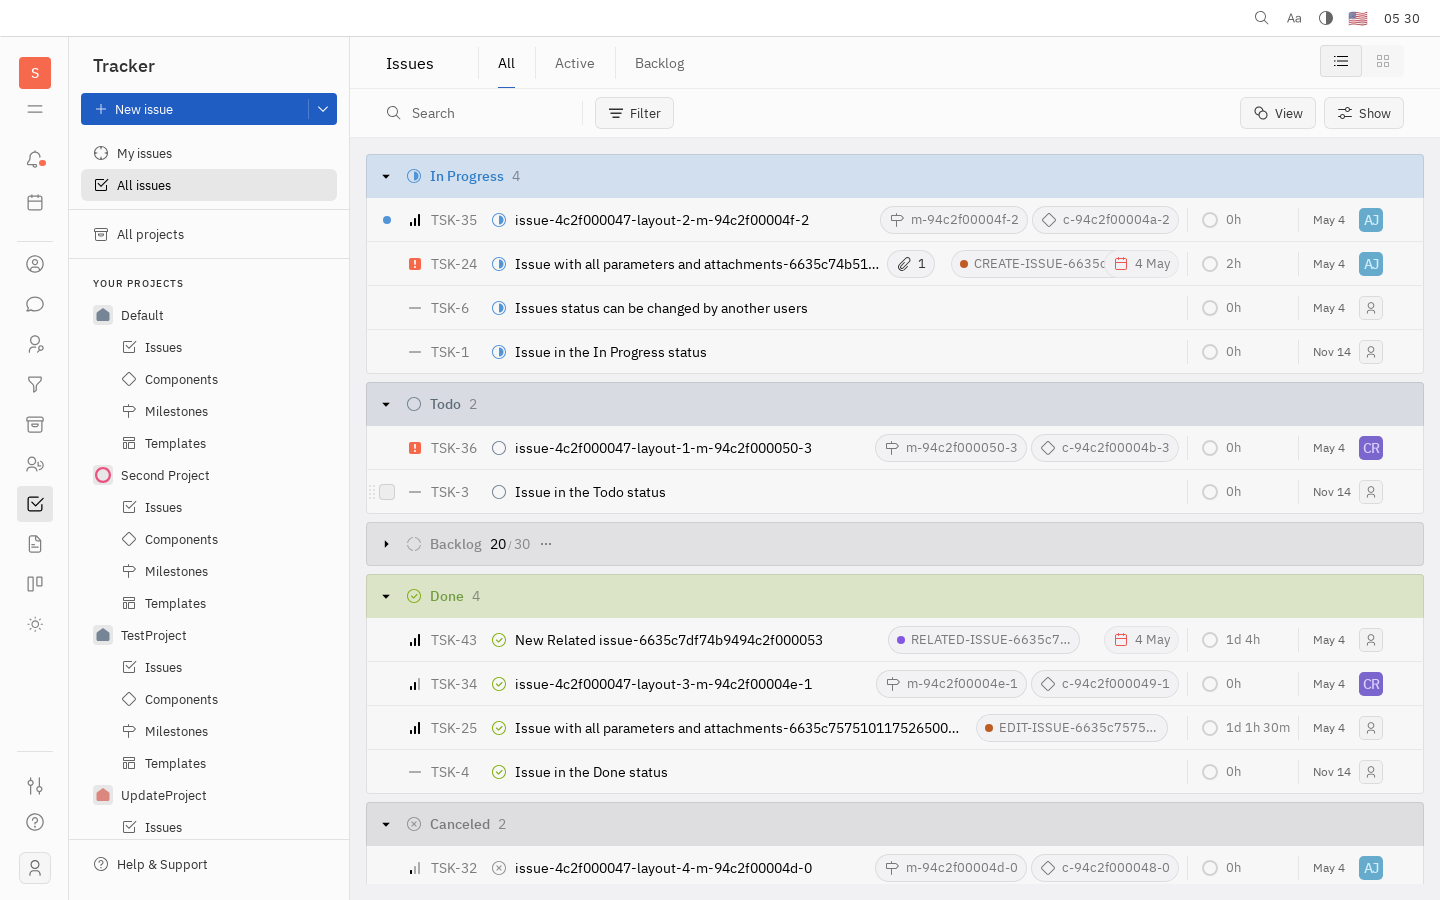 Aa
05 30
S
Tracker
New issue
My issues
All issues
All projects
YOUR PROJECTS
Default
Issues
Components
Milestones
Templates
Second Project
Issues
Components
Milestones
Templates
TestProject
Issues
Components
Milestones
Templates
UpdateProject
Issues
Help & Support
Issues
All
Active
Backlog
Search
Filter
View
Show
In Progress 4
TSK-35 issue-4c2f000047-layout-2-m-94c2f00004f-2 m-94c2f00004f-2 c-94c2f00004a-2 0h May 4 AJ
TSK-24 Issue with all parameters and attachments-6635c74b51... 1 CREATE-ISSUE-6635c 4 May 2h May 4 AJ
TSK-6 Issues status can be changed by another users 0h May 4
TSK-1 Issue in the In Progress status 0h Nov 14
Todo 2
TSK-36 issue-4c2f000047-layout-1-m-94c2f000050-3 m-94c2f000050-3 c-94c2f00004b-3 0h May 4 CR
TSK-3 Issue in the Todo status 0h Nov 14
Backlog 20/30 ...
Done 4
TSK-43 New Related issue-6635c7df74b9494c2f000053 RELATED-ISSUE-6635c7... 4 May 1d 4h May 4
TSK-34 issue-4c2f000047-layout-3-m-94c2f00004e-1 m-94c2f00004e-1 c-94c2f000049-1 0h May 4 CR
TSK-25 Issue with all parameters and attachments-6635c757510117526500... EDIT-ISSUE-6635c7575... 1d 1h 30m May 4
TSK-4 Issue in the Done status 0h Nov 14
Canceled 2
TSK-32 issue-4c2f000047-layout-4-m-94c2f00004d-0 m-94c2f00004d-0 c-94c2f000048-0 0h May 4 AJ